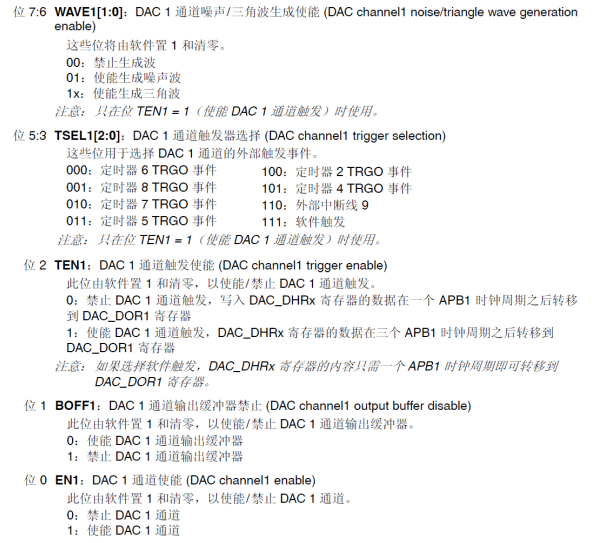 位 7:6 WAVE1[1:0]：DAC 1 通道噪声/三角波生成使能 (DAC channel1 noise/triangle wave generation
enable)
这些位将由软件置 1 和清零。
00：禁止生成波
01：使能生成噪声波
1x：使能生成三角波
注意：只在位 TEN1 = 1（使能 DAC 1 通道触发）时使用。
位 5:3 TSEL1[2:0]：DAC 1 通道触发器选择 (DAC channel1 trigger selection)
这些位用于选择 DAC 1 通道的外部触发事件。
000：定时器 6 TRGO 事件 100：定时器 2 TRGO 事件
001：定时器 8 TRGO 事件 101：定时器 4 TRGO 事件
010：定时器 7 TRGO 事件 110：外部中断线 9
011：定时器 5 TRGO 事件 111：软件触发
注意：只在位 TEN1 = 1（使能 DAC 1 通道触发）时使用。
位 2 TEN1：DAC 1 通道触发使能 (DAC channel1 trigger enable)
此位由软件置 1 和清零，以使能/禁止 DAC 1 通道触发。
0：禁止 DAC 1 通道触发，写入 DAC_DHRx 寄存器的数据在一个 APB1 时钟周期之后转移
到 DAC_DOR1 寄存器
1：使能 DAC 1 通道触发，DAC_DHRx 寄存器的数据在三个 APB1 时钟周期之后转移到
DAC_DOR1 寄存器
注意：如果选择软件触发，DAC_DHRx 寄存器的内容只需一个 APB1 时钟周期即可转移到
DAC_DOR1 寄存器。
位 1 BOFF1：DAC 1 通道输出缓冲器禁止 (DAC channel1 output buffer disable)
此位由软件置 1 和清零，以使能/禁止 DAC 1 通道输出缓冲器。
0：使能 DAC 1 通道输出缓冲器
1：禁止 DAC 1 通道输出缓冲器
位 0 EN1：DAC 1 通道使能 (DAC channel1 enable)
此位由软件置 1 和清零，以使能/禁止 DAC 1 通道。
0：禁止 DAC 1 通道
1：使能 DAC 1 通道